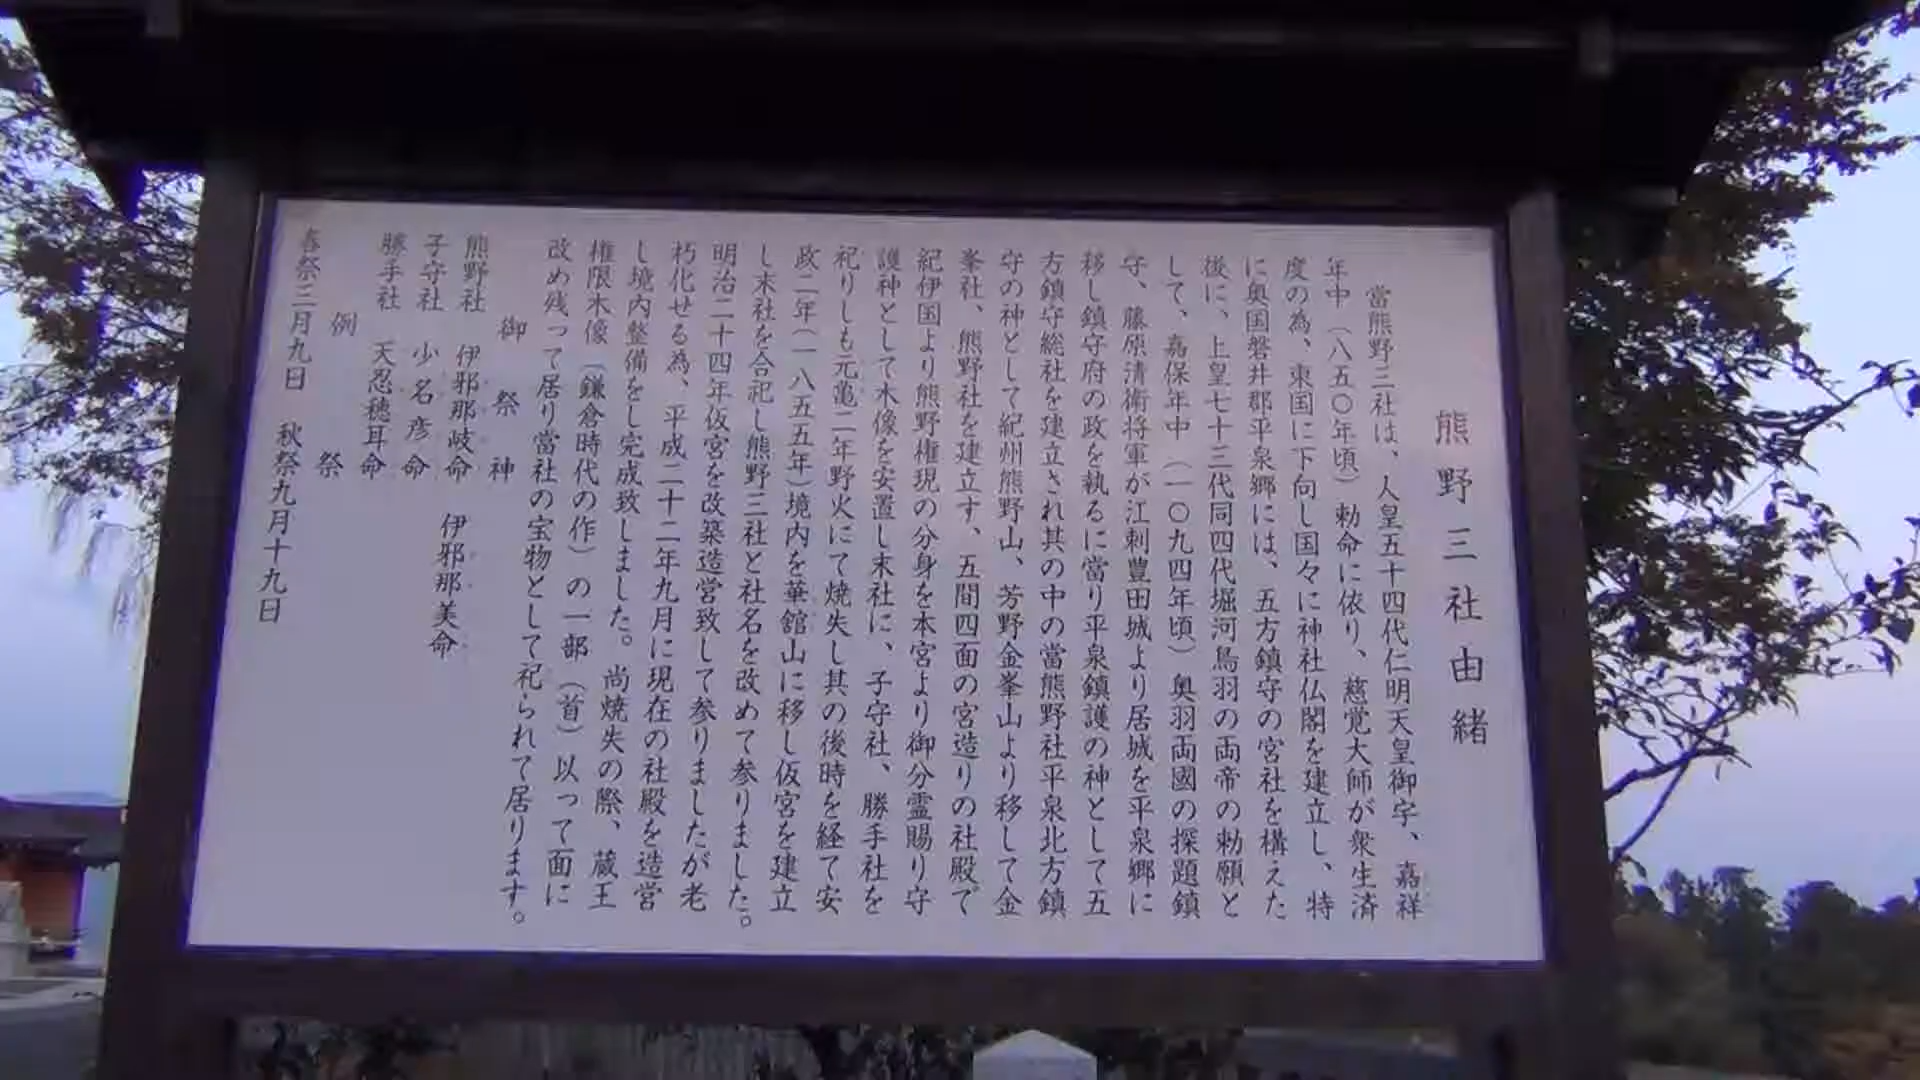 熊野三社由緒
當熊野三社は、人皇五十四代仁明天皇御宇、嘉祥
年中（八五〇年頃）勅命に依り、慈覚大師が衆生済
度の為、東国に下向し国々に神社仏閣を建立し、特
に奥国磐井郡平泉郷には、五方鎮守の宮社を構えた
後に、上皇七十三代同四代堀河鳥羽の両帝の勅願と
して、嘉保年中（一〇九四年頃）奥羽両國の探題鎮
守、藤原清衡将軍が江刺豊田城より居城を平泉郷に
移し鎮守府の政を執るに當り平泉鎮護の神として五
方鎮守総社を建立され其の中の當熊野社平泉北方鎮
守の神として紀州熊野山、芳野金峯山より移して金
峯社、熊野社を建立す、五間四面の宮造りの社殿で
紀伊国より熊野権現の分身を本宮より御分霊賜り守
護神として木像を安置し末社に、子守社、勝手社を
祀りしも元亀二年野火にて焼失し其の後時を経て安
政二年（一八五五年）境内を華館山に移し仮宮を建立
し末社を合祀し熊野三社と社名を改めて参りました。
明治二十四年仮宮を改築造営致して参りましたが老
朽化せる為、平成二十二年九月に現在の社殿を造営
し境内整備をし完成致しました。尚焼失の際、蔵王
権限木像（鎌倉時代の作）の一部（首）以って面に
改め残って居り當社の宝物として祀られて居ります。
御祭神
熊野社 伊邪那岐命 伊邪那美命
子守社 少名彦命
勝手社 天忍穂耳命
例祭
春祭三月九日 秋祭九月十九日